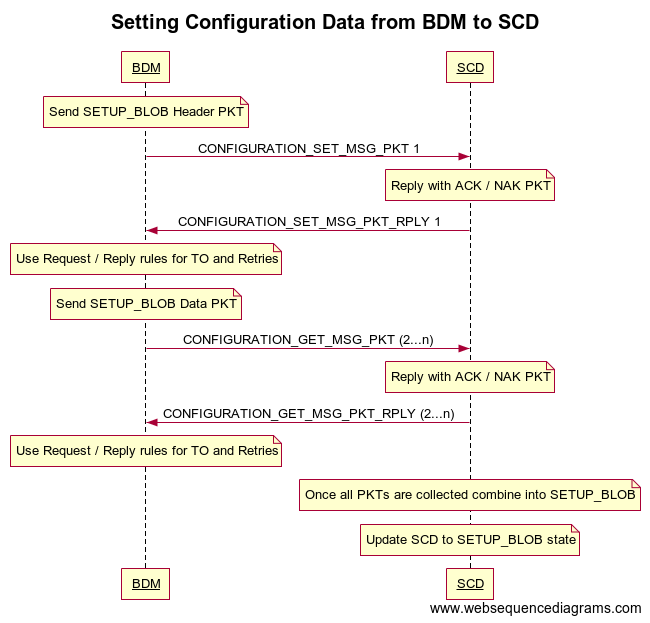 Setting Configuration Data from BDM to SCD
BDM
SCD
Send SETUP_BLOB Header PKT
CONFIGURATION_SET_MSG_PKT 1
Reply with ACK / NAK PKT
CONFIGURATION_SET_MSG_PKT_RPLY 1
Use Request / Reply rules for TO and Retries
Send SETUP_BLOB Data PKT
CONFIGURATION_GET_MSG_PKT (2...n)
Reply with ACK / NAK PKT
CONFIGURATION_GET_MSG_PKT_RPLY (2...n)
Use Request / Reply rules for TO and Retries
Once all PKTs are collected combine into SETUP_BLOB
Update SCD to SETUP_BLOB state
BDM
SCD
www.websequencediagrams.com